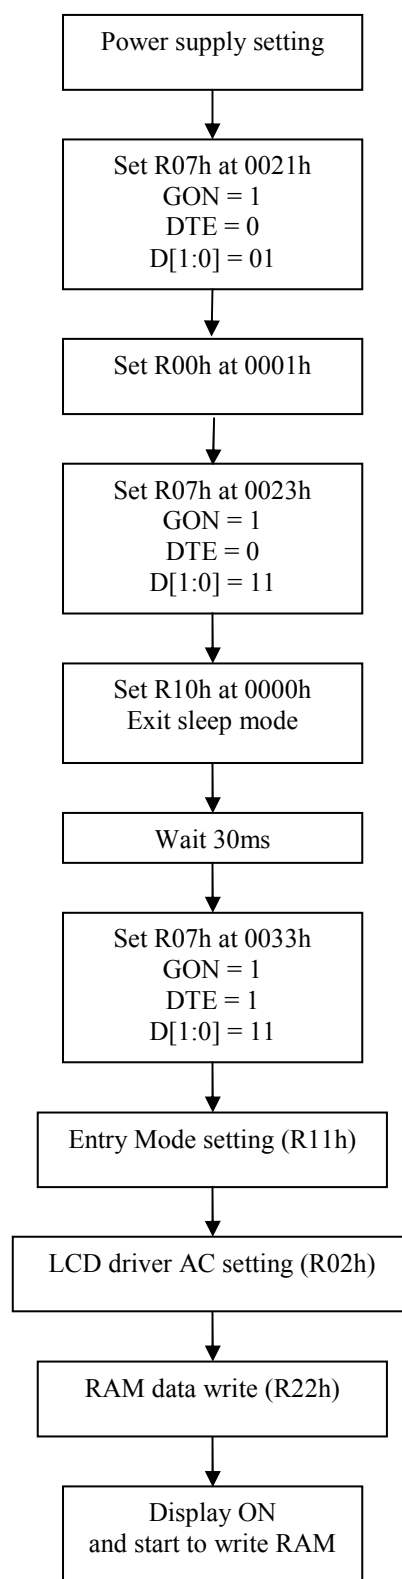 Power supply setting
Set R07h at 0021h
GON = 1
DTE = 0
D[1:0] = 01
Set R00h at 0001h
Set R07h at 0023h
GON = 1
DTE = 0
D[1:0] = 11
Set R10h at 0000h
Exit sleep mode
Wait 30ms
Set R07h at 0033h
GON = 1
DTE = 1
D[1:0] = 11
Entry Mode setting (R11h)
LCD driver AC setting (R02h)
RAM data write (R22h)
Display ON
and start to write RAM